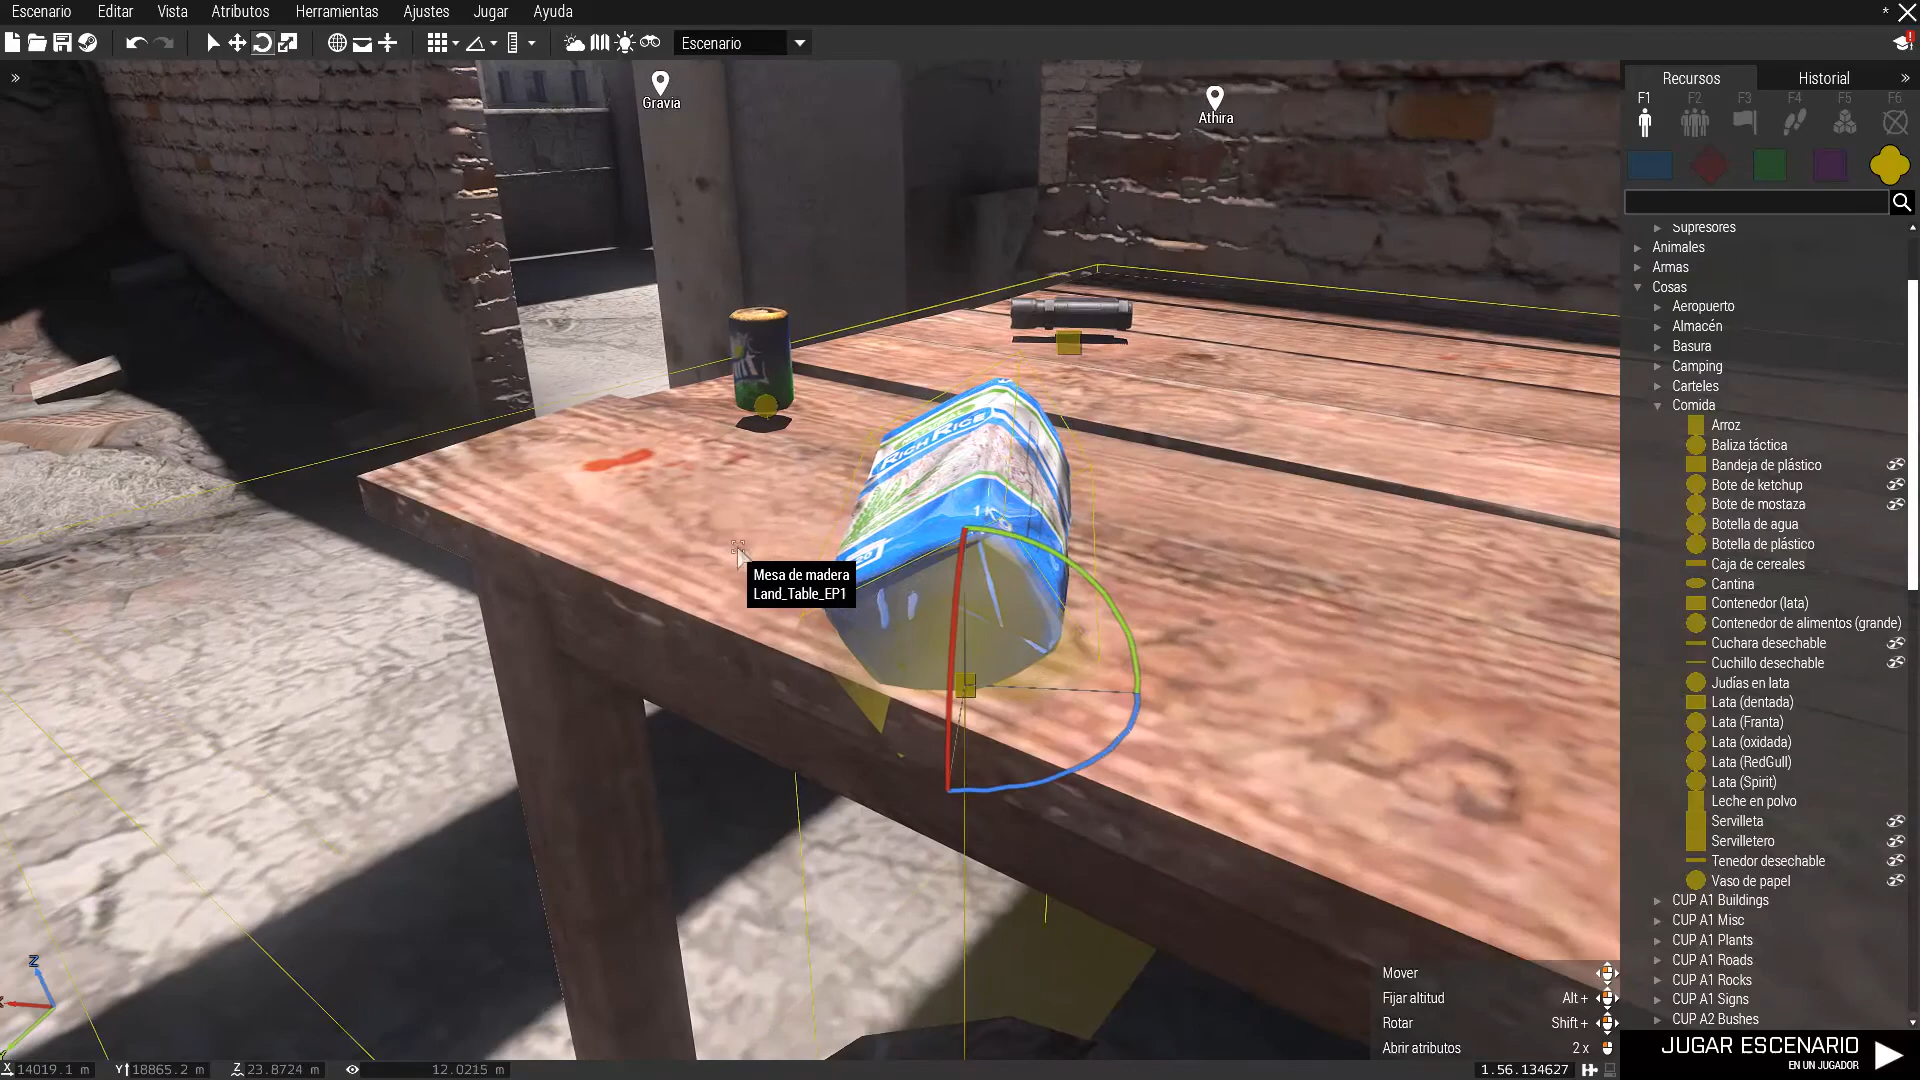 Escenario Editar Vista Atributos Herramientas Ajustes Jugar Ayuda
Escenario
Gravia
Athira
Recursos Historial
F1 F2 F3 F4 F5 F6
Supresores
Animales
Armas
Cosas
Aeropuerto
Almacén
Basura
Camping
Carteles
Comida
Arroz
Baliza táctica
Bandeja de plástico
Bote de ketchup
Bote de mostaza
Botella de agua
Botella de plástico
Caja de cereales
Cantina
Contenedor (lata)
Contenedor de alimentos (grande)
Cuchara desechable
Cuchillo desechable
Judías en lata
Lata (dentada)
Lata (Franta)
Lata (oxidada)
Lata (RedGull)
Lata (Spirit)
Leche en polvo
Servilleta
Servilletero
Tenedor desechable
Vaso de papel
CUP A1 Buildings
CUP A1 Misc
CUP A1 Plants
CUP A1 Roads
CUP A1 Rocks
CUP A1 Signs
CUP A2 Bushes
RICH RICE
Mesa de madera
Land_Table_EP1
Mover
Fijar altitud Alt +
Rotar Shift +
Abrir atributos 2 x
Z
X 14019.1 m Y 18865.2 m Z 23.8724 m 12.0215 m
1.56.134627
JUGAR ESCENARIO
EN UN JUGADOR